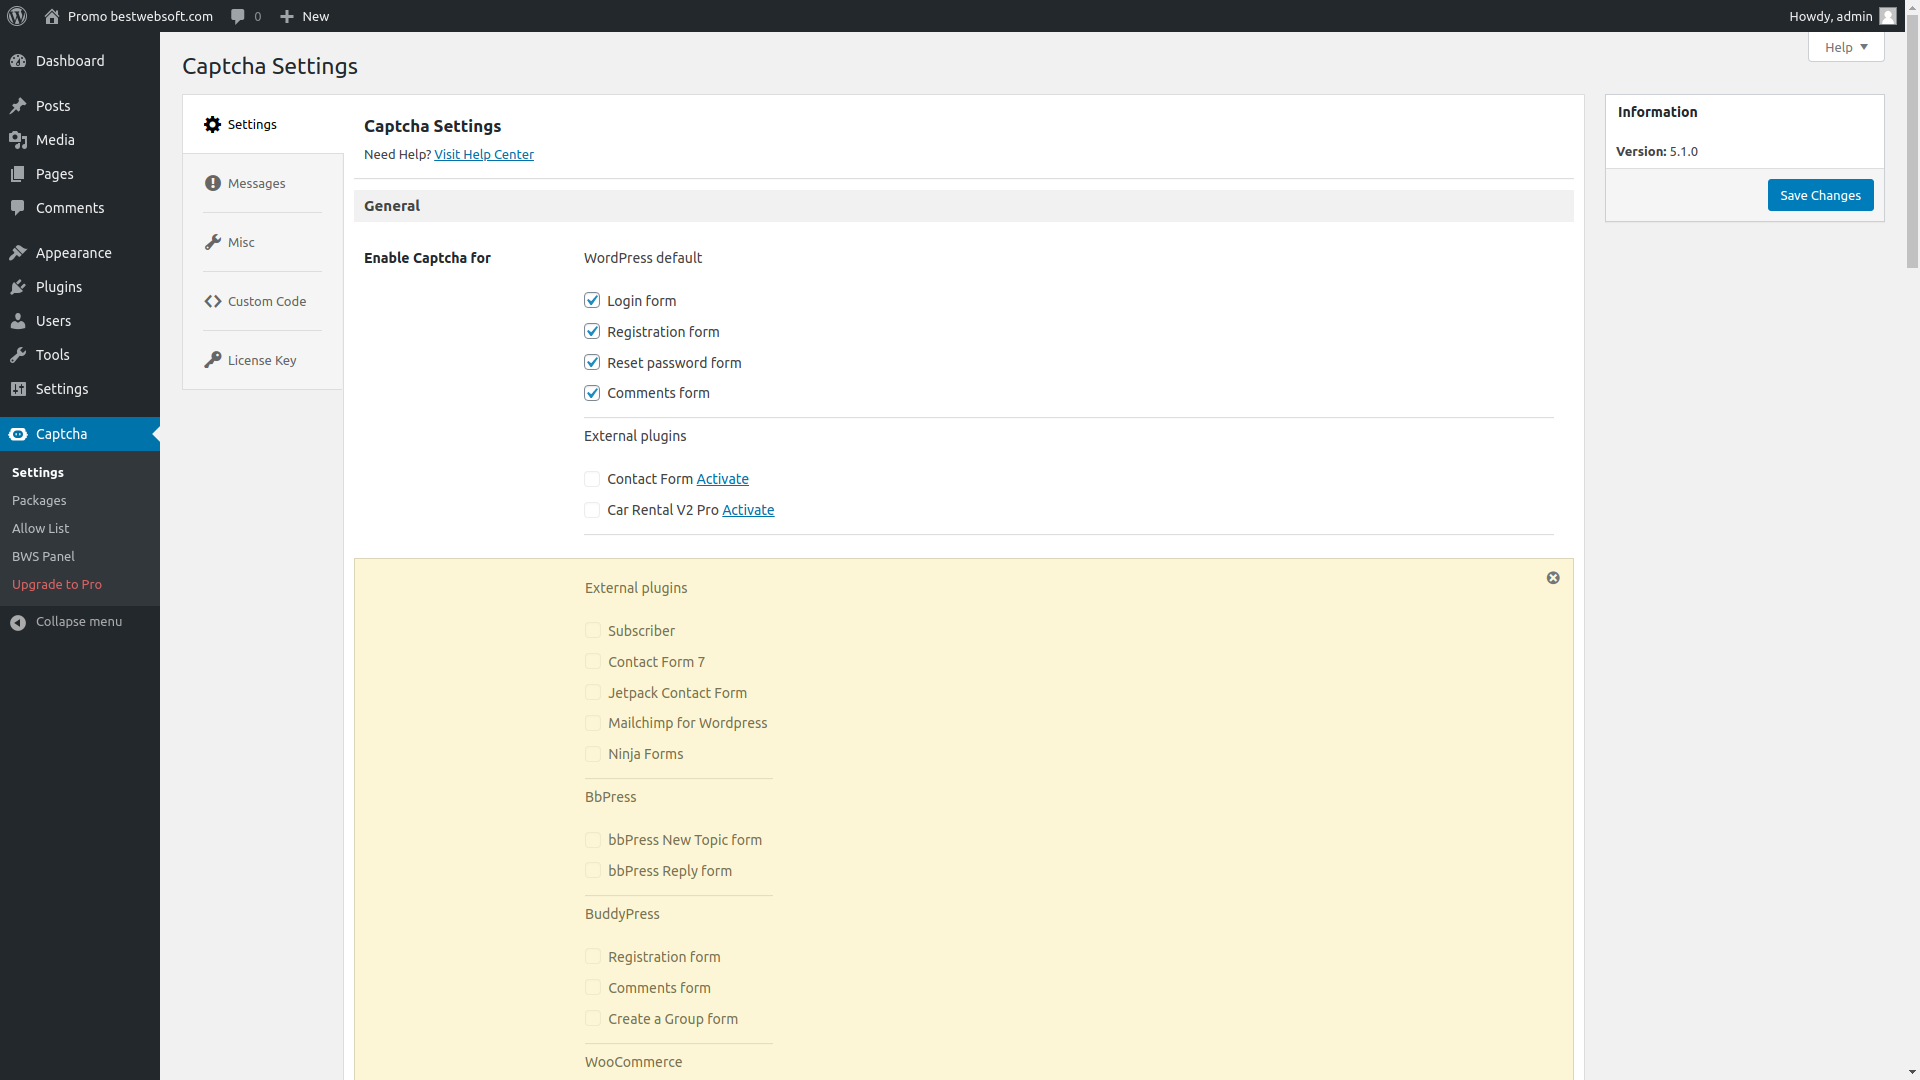 Promo bestwebsoft.com
0
New
Howdy, admin
Dashboard
Posts
Media
Pages
Comments
Appearance
Plugins
Users
Tools
Settings
Captcha
Settings
Packages
Allow List
BWS Panel
Upgrade to Pro
Collapse menu
Help
Captcha Settings
Settings
Messages
Misc
Custom Code
License Key
Captcha Settings
Need Help? Visit Help Center
General
Enable Captcha for
WordPress default
Login form
Registration form
Reset password form
Comments form
External plugins
Contact Form Activate
Car Rental V2 Pro Activate
External plugins
Subscriber
Contact Form 7
Jetpack Contact Form
Mailchimp for Wordpress
Ninja Forms
BbPress
bbPress New Topic form
bbPress Reply form
BuddyPress
Registration form
Comments form
Create a Group form
WooCommerce
Information
Version: 5.1.0
Save Changes